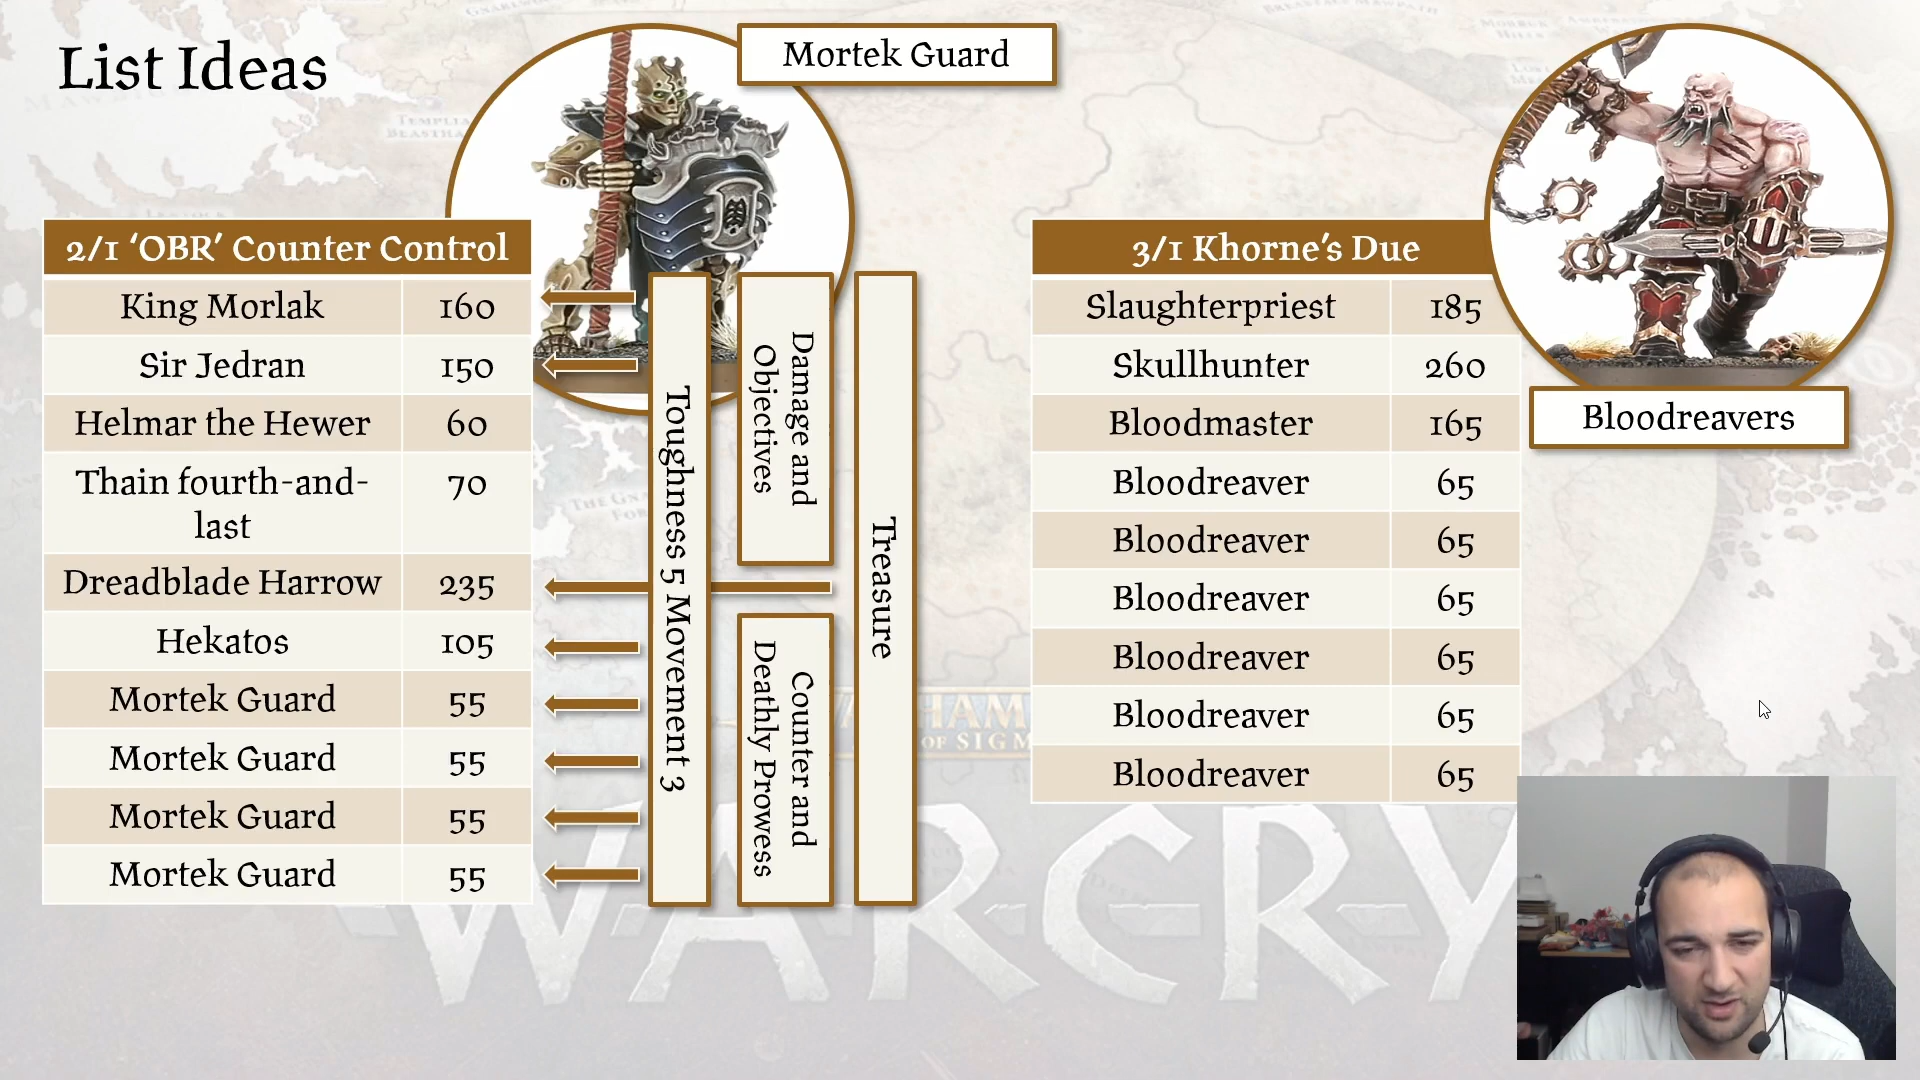 List Ideas
Mortek Guard
2/1 ‘OBR’ Counter Control
King Morlak 160
Sir Jedran 150
Helmar the Hewer 60
Thain fourth-and-
last 70
Dreadblade Harrow 235
Hekatos 105
Mortek Guard 55
Mortek Guard 55
Mortek Guard 55
Mortek Guard 55
Toughness 5 Movement 3
Damage and
Objectives
Counter and
Deathly Prowess
Treasure
3/1 Khorne’s Due
Slaughterpriest 185
Skullhunter 260
Bloodmaster 165
Bloodreaver 65
Bloodreaver 65
Bloodreaver 65
Bloodreaver 65
Bloodreaver 65
Bloodreaver 65
Bloodreavers
WARCRY